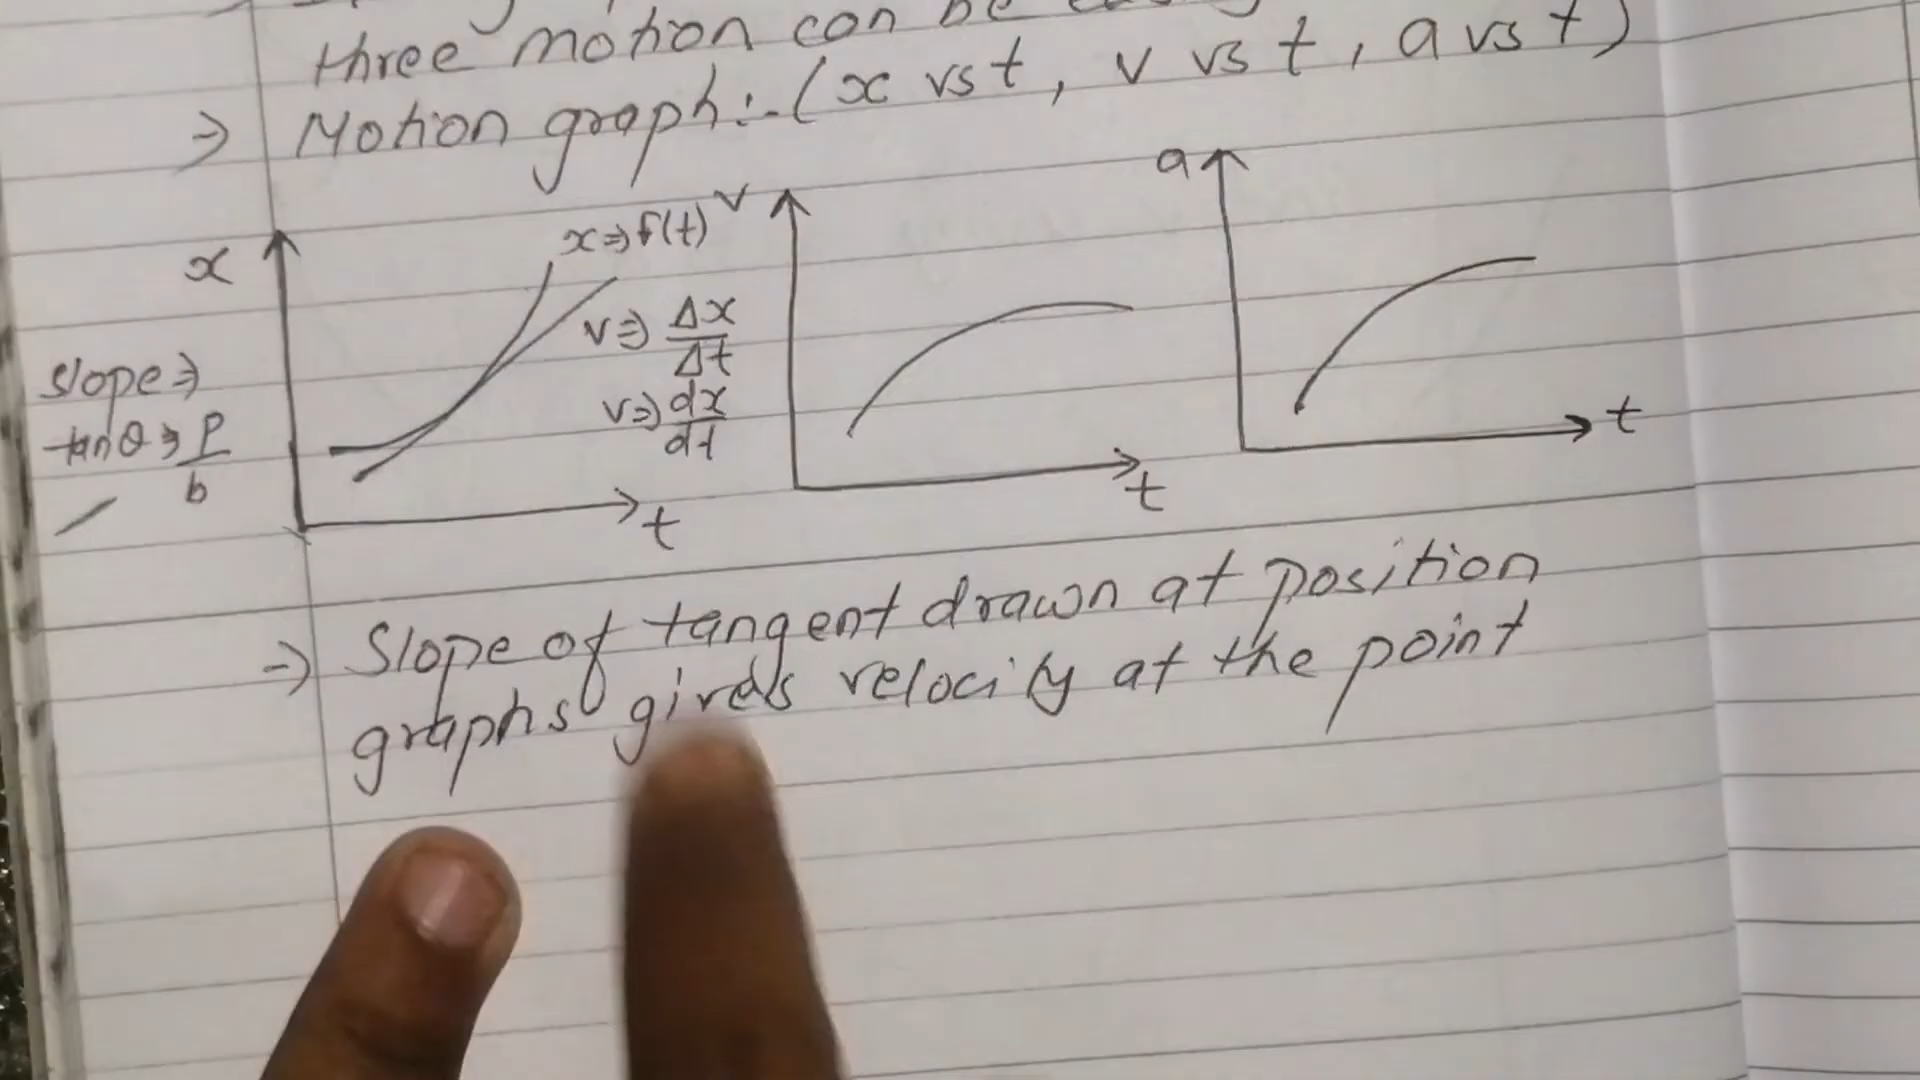 three motion can be
⇒ Motion graph:-(x vs t, v vs t, a vs t)
x
x⇒f(t)
v⇒ Δx/Δt
v⇒ dx/dt
t
slope⇒
tanθ⇒ P/b
v
t
a
t
⇒ Slope of tangent drawn at position
graphs gives velocity at the point